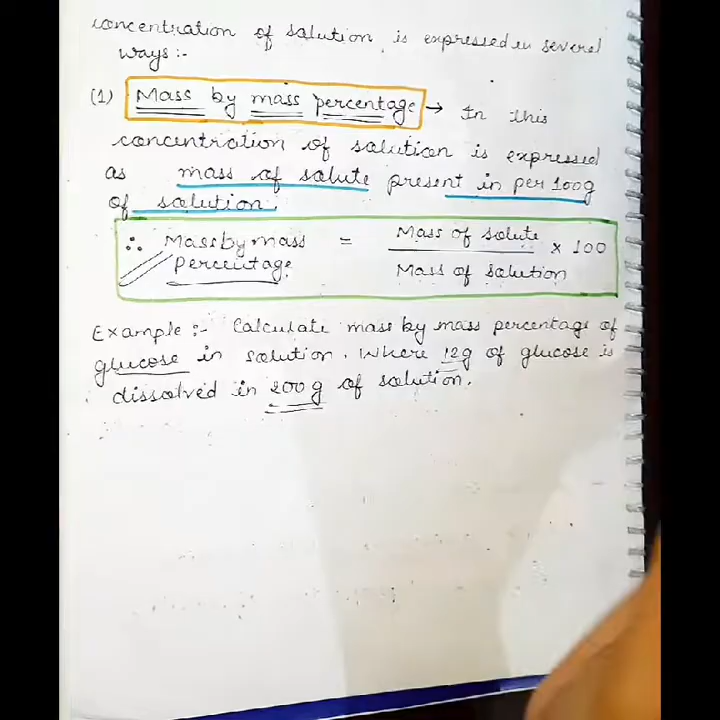 concentration of solution is expressed in several
ways :-
(1) Mass by mass percentage → In this
concentration of solution is expressed
as mass of solute present in per 100g
of solution.
∴ Mass by mass percentage = Mass of solute / Mass of solution × 100
Example :- Calculate mass by mass percentage of
glucose in solution. Where 12g of glucose is
dissolved in 200 g of solution.